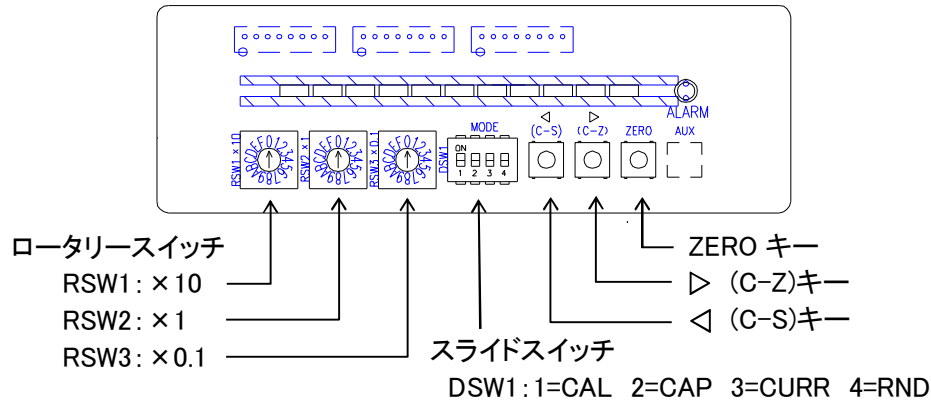 ALARM
MODE (C-S) (C-Z) ZERO AUX
RSW1×10
RSW2×1
RSW3×0.1
DSW1
ON
1 2 3 4
ロータリースイッチ
RSW1:×10
RSW2:×1
RSW3:×0.1
ZERO キー
▷ (C-Z)キー
◁ (C-S)キー
スライドスイッチ
DSW1:1=CAL 2=CAP 3=CURR 4=RND